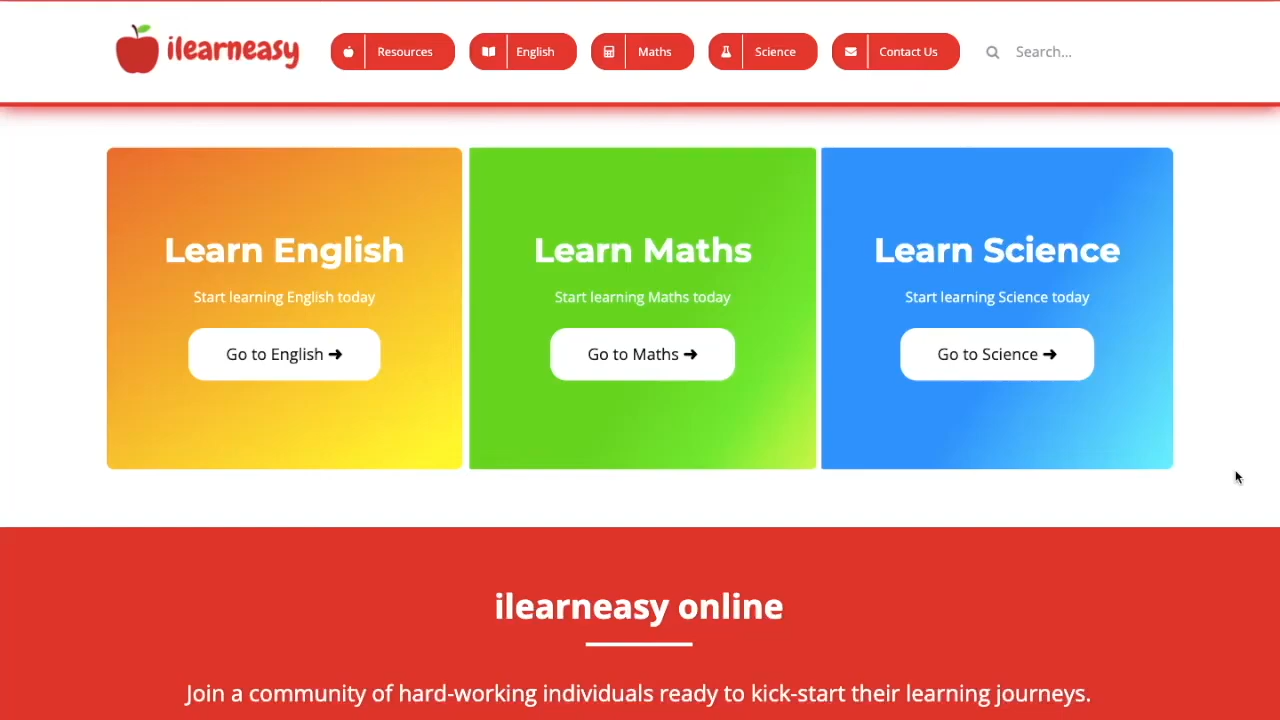 ilearneasy
Resources
English
Maths
Science
Contact Us
Search...
Learn English
Start learning English today
Go to English ➜
Learn Maths
Start learning Maths today
Go to Maths ➜
Learn Science
Start learning Science today
Go to Science ➜
ilearneasy online
Join a community of hard-working individuals ready to kick-start their learning journeys.